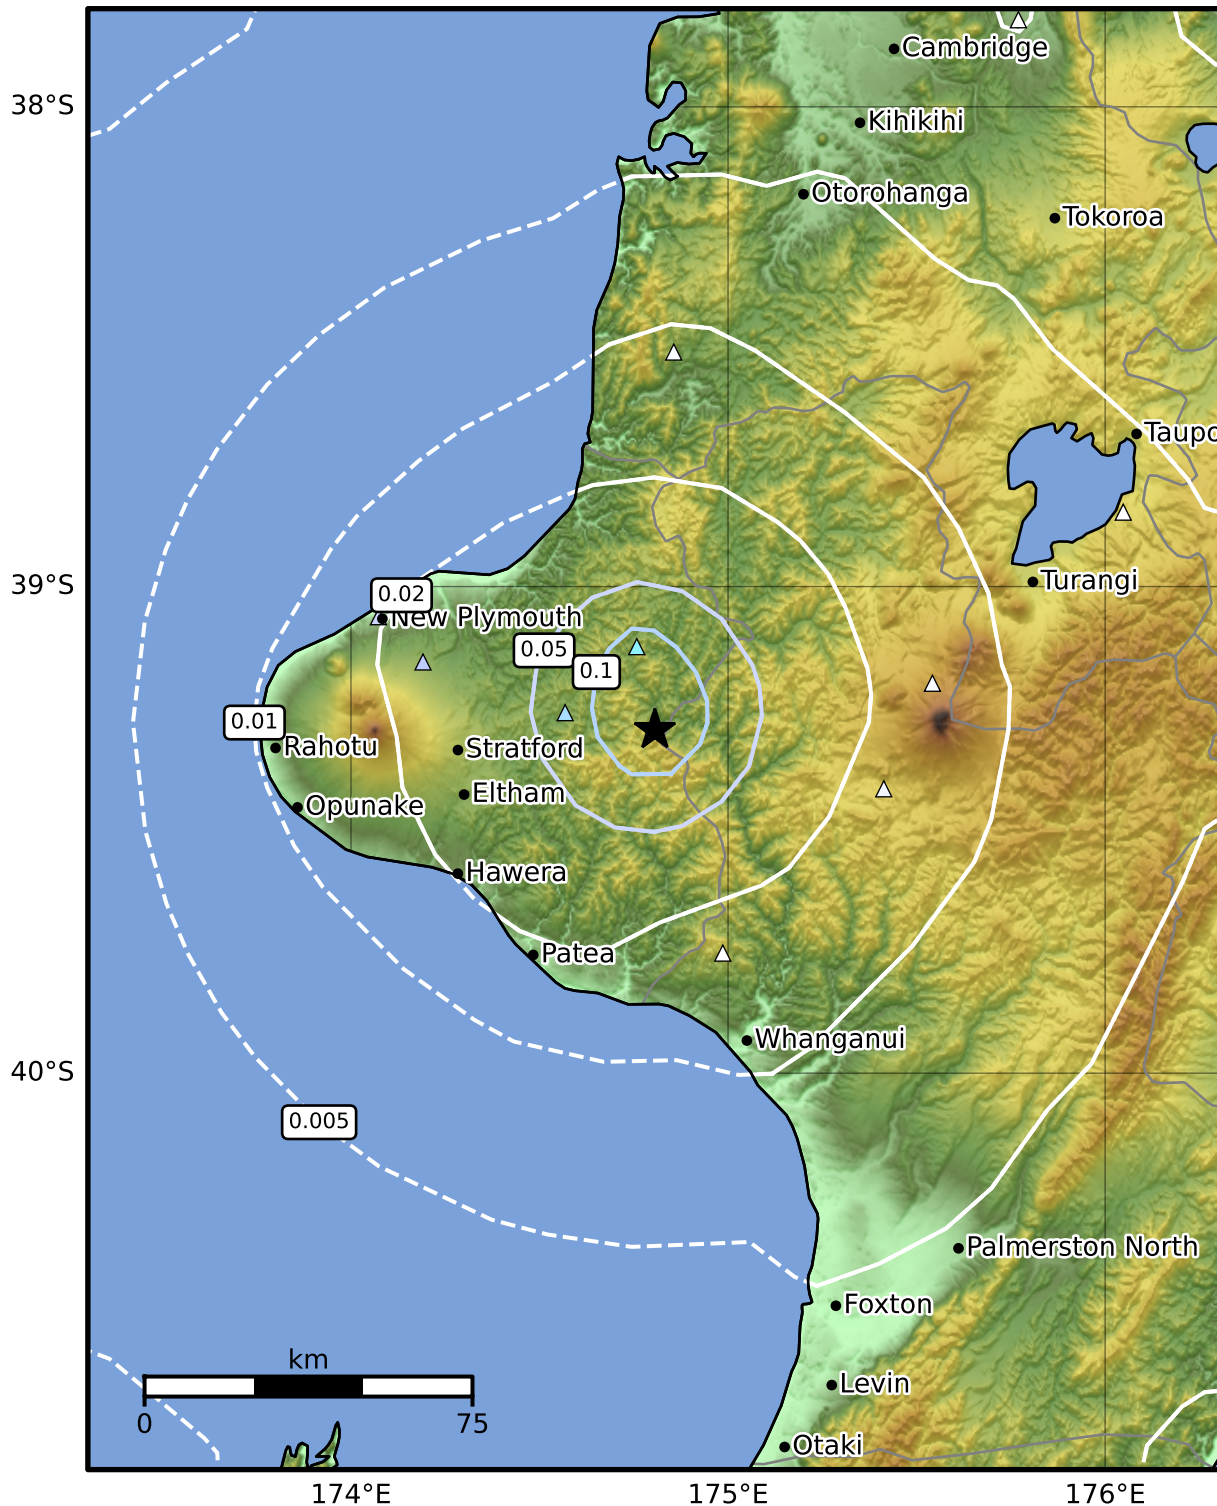 Cambridge
38°S
Kihikihi
Otorohanga
Tokoroa
Taupo
39°S
Turangi
0.02
New Plymouth
0.05
0.1
0.01
Rahotu
Stratford
Eltham
Opunake
Hawera
Patea
Whanganui
40°S
0.005
Palmerston North
Foxton
km
Levin
0
75
Otaki
174°E
175°E
176°E